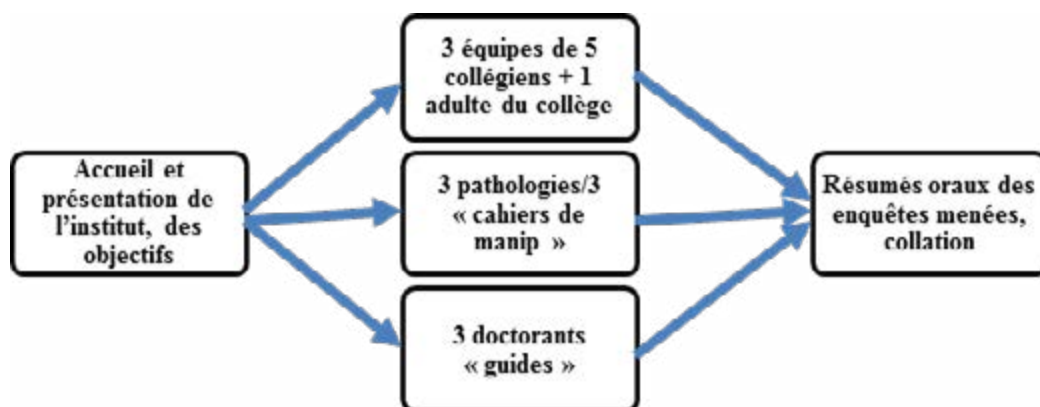 Accueil et
présentation de
l’institut, des
objectifs
3 équipes de 5
collégiens + 1
adulte du collège
3 pathologies/3
« cahiers de
manip »
3 doctorants
« guides »
Résumés oraux des
enquêtes menées,
collation